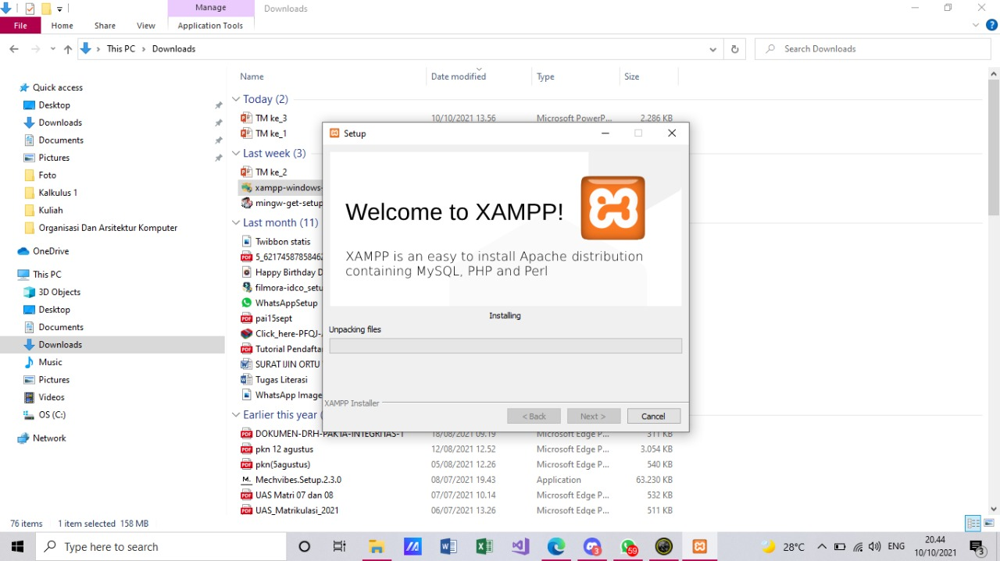 Manage
Downloads
File
Home
Share
View
Application Tools
This PC
Downloads
Search Downloads
Name
Date modified
Type
Size
Quick access
Desktop
Downloads
Documents
Pictures
Foto
Kalkulus 1
Kuliah
Organisasi Dan Arsitektur Komputer
OneDrive
This PC
3D Objects
Desktop
Documents
Downloads
Music
Pictures
Videos
OS (C:)
Network
Today (2)
TM ke_3 10/10/2021 13.56 Microsoft PowerP... 2.286 KB
TM ke_1
Last week (3)
TM ke_2
xampp-windows-
mingw-get-setup
Last month (11)
Twibbon statis
5_6217458785846
Happy Birthday D
filmora-idco_setu
WhatsAppSetup
pai15sept
Click_here-PFQJ-
Tutorial Pendafta
SURAT IJIN ORTU
Tugas Literasi
WhatsApp Image
Earlier this year (
DOKUMEN-DRH-PAKTA-INTEGRITAS-1 18/08/2021 09.19 Microsoft Edge P... 311 KB
pkn 12 agustus 12/08/2021 12.52 Microsoft Edge P... 3.054 KB
pkn(5agustus) 05/08/2021 12.26 Microsoft Edge P... 540 KB
Mechvibes.Setup.2.3.0 08/07/2021 19.43 Application 63.230 KB
UAS Matri 07 dan 08 07/07/2021 10.14 Microsoft Edge P... 532 KB
UAS_Matrikulasi_2021 06/07/2021 13.26 Microsoft Edge P... 511 KB
Setup
Welcome to XAMPP!
XAMPP is an easy to install Apache distribution
containing MySQL, PHP and Perl
Installing
Unpacking files
XAMPP Installer
< Back
Next >
Cancel
76 items
1 item selected 158 MB
Type here to search
3
59
28°C
ENG
20.44
10/10/2021
3